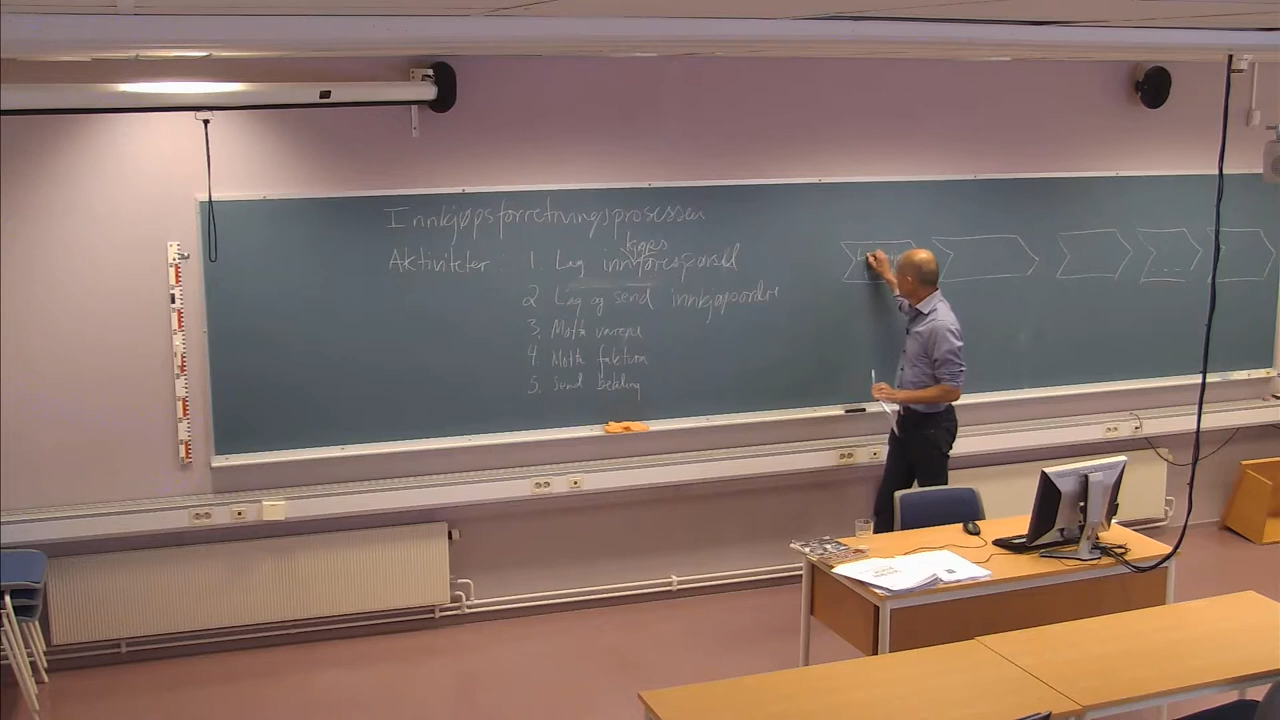 Innkjøpsforretningsprosessen
kjøps
Aktiviteter : 1. Lag innforespørsel
2 Lag og send innkjøpsordre
3. Motta varene
4. Motta faktura
5. Send betaling